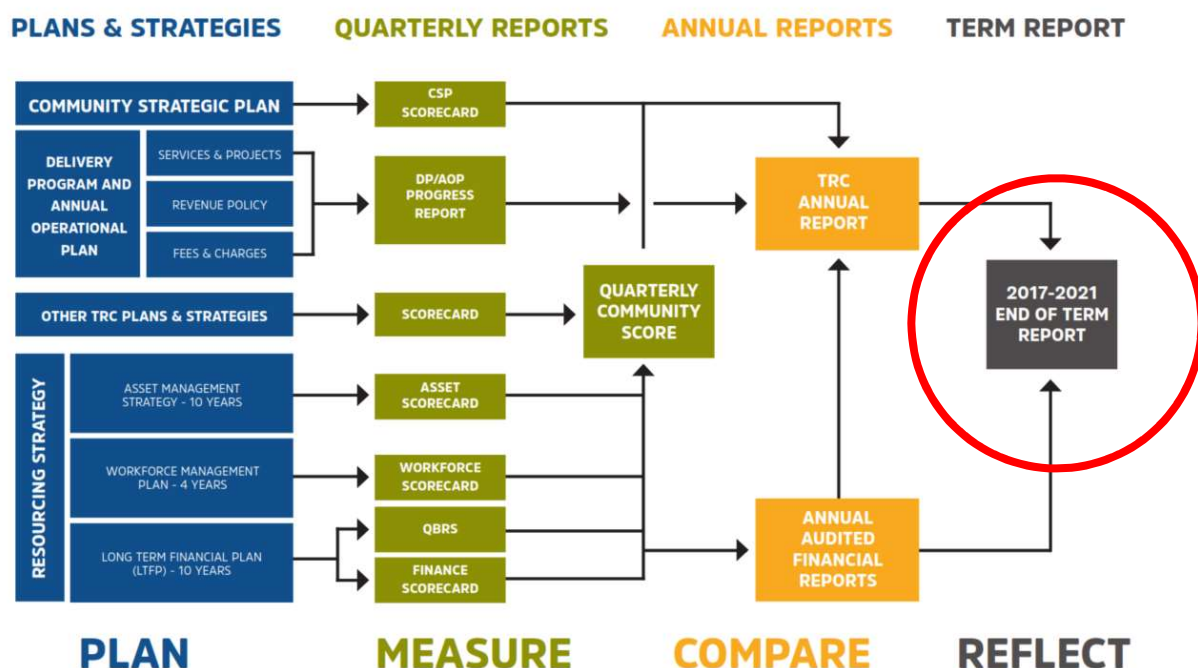 PLANS & STRATEGIES
QUARTERLY REPORTS
ANNUAL REPORTS
TERM REPORT
COMMUNITY STRATEGIC PLAN
CSP
SCORECARD
DELIVERY
PROGRAM AND
ANNUAL
OPERATIONAL
PLAN
SERVICES & PROJECTS
REVENUE POLICY
FEES & CHARGES
DP/AOP
PROGRESS
REPORT
TRC
ANNUAL
REPORT
OTHER TRC PLANS & STRATEGIES
SCORECARD
QUARTERLY
COMMUNITY
SCORE
2017-2021
END OF TERM
REPORT
RESOURCING STRATEGY
ASSET MANAGEMENT
STRATEGY - 10 YEARS
ASSET
SCORECARD
WORKFORCE MANAGEMENT
PLAN - 4 YEARS
WORKFORCE
SCORECARD
LONG TERM FINANCIAL PLAN
(LTFP) - 10 YEARS
QBRS
FINANCE
SCORECARD
ANNUAL
AUDITED
FINANCIAL
REPORTS
PLAN
MEASURE
COMPARE
REFLECT